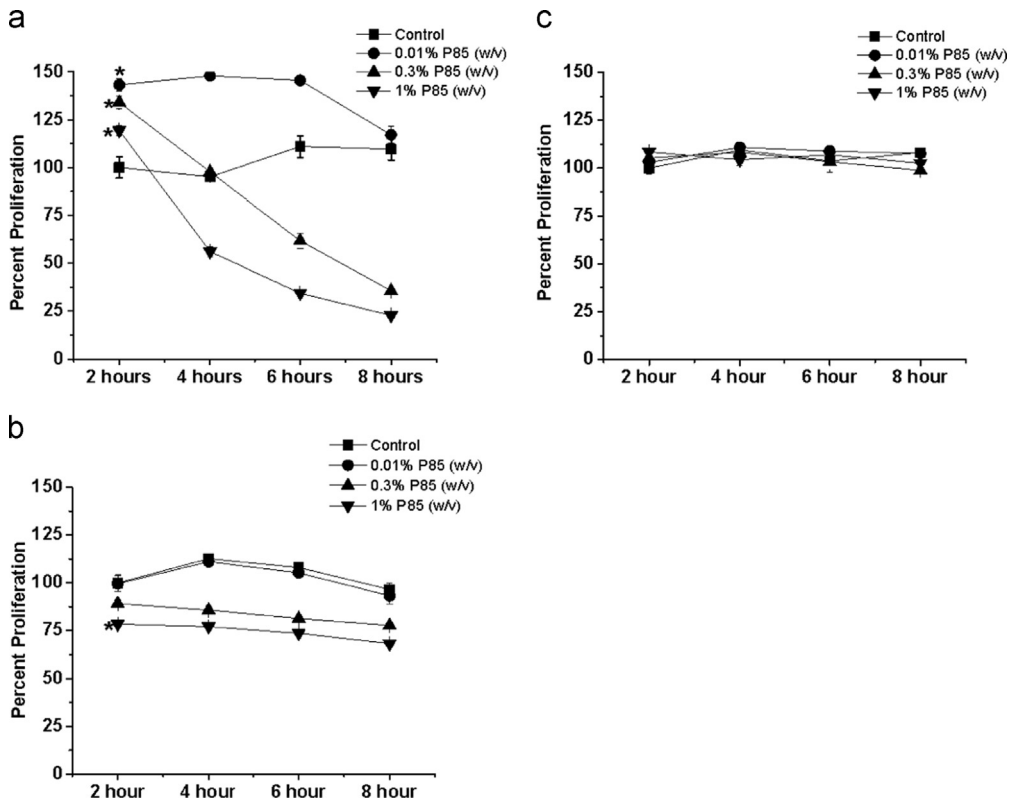 a
Control
0.01% P85 (w/v)
0.3% P85 (w/v)
1% P85 (w/v)
Percent Proliferation
150
125
100
75
50
25
0
*
*
*
2 hours 4 hours 6 hours 8 hours
c
Control
0.01% P85 (w/v)
0.3% P85 (w/v)
1% P85 (w/v)
Percent Proliferation
150
125
100
75
50
25
0
2 hour 4 hour 6 hour 8 hour
b
Control
0.01% P85 (w/v)
0.3% P85 (w/v)
1% P85 (w/v)
Percent Proliferation
150
125
100
75
50
25
0
*
2 hour 4 hour 6 hour 8 hour